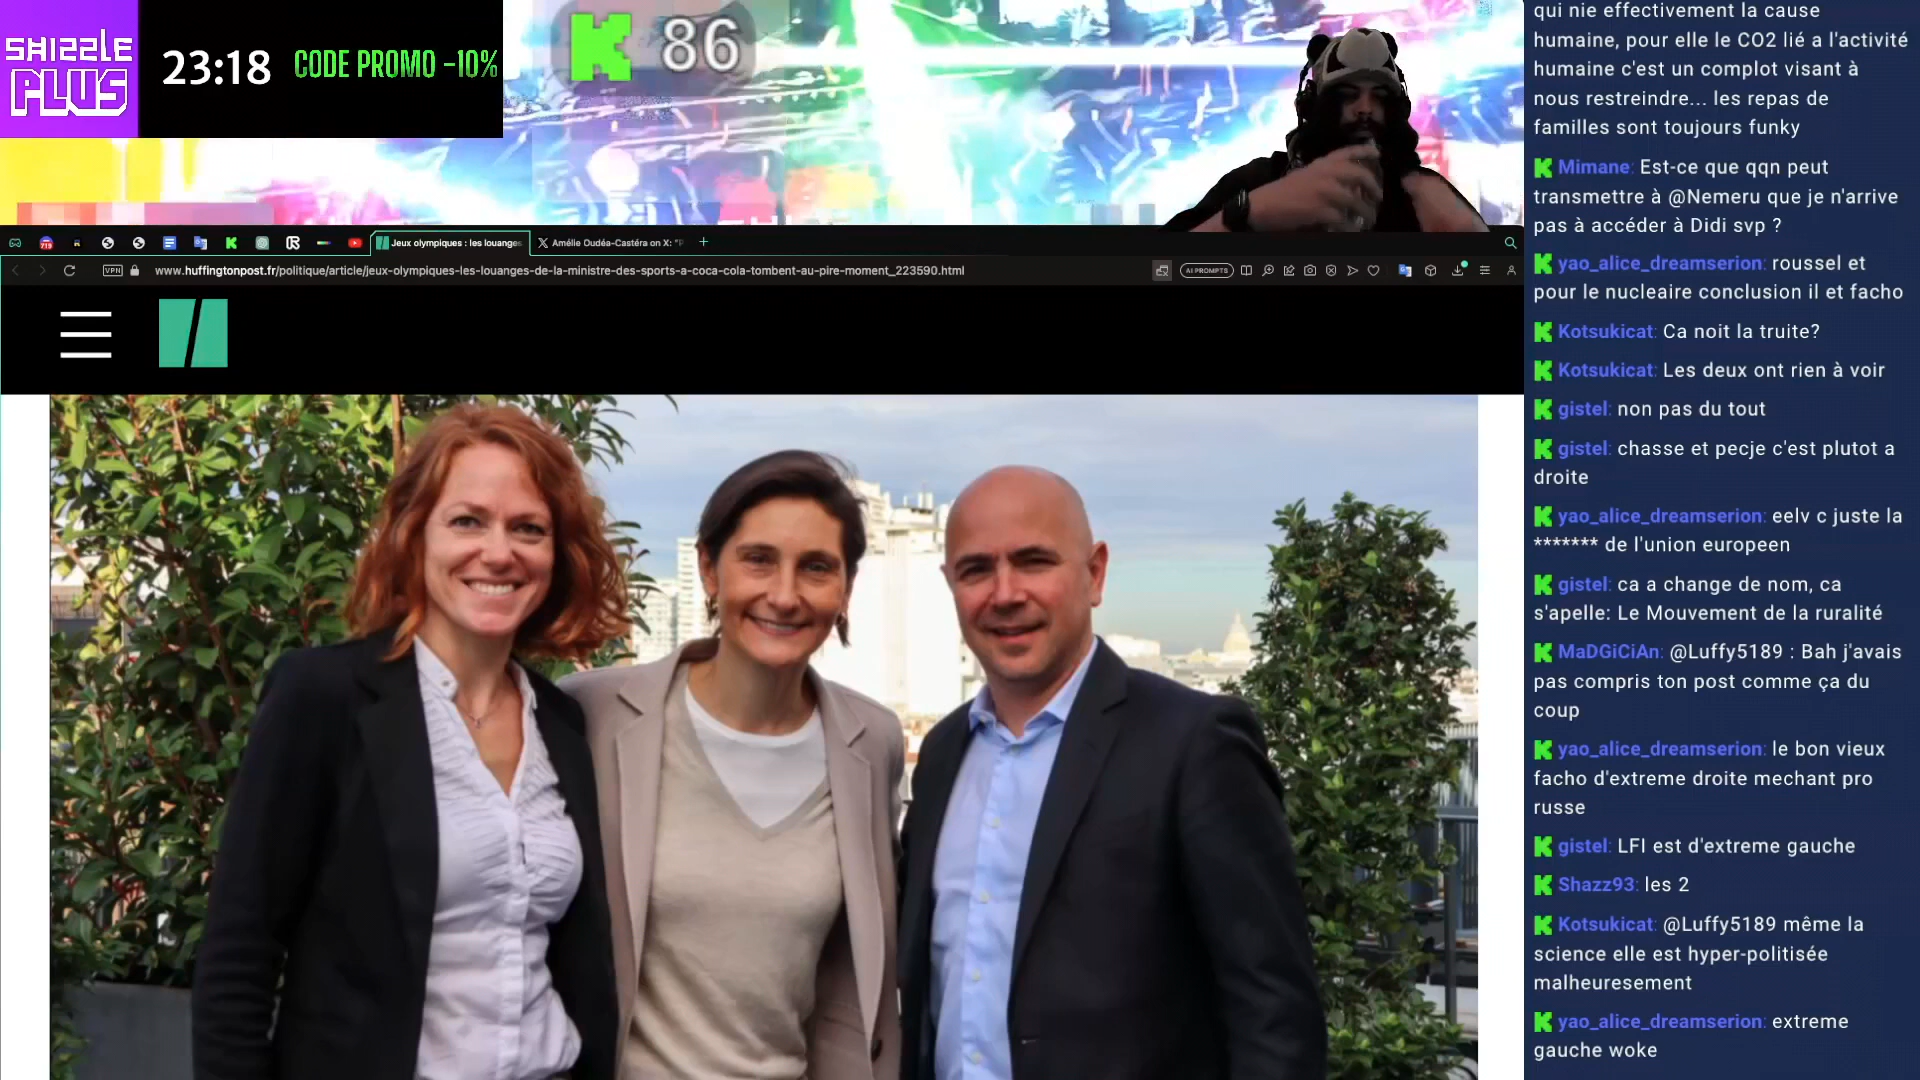 SHIZZLE
PLUS
23:18
CODE PROMO -10%
86
Jeux olympiques : les louanges
Amélie Oudéa-Castéra on X: "P
VPN
www.huffingtonpost.fr/politique/article/jeux-olympiques-les-louanges-de-la-ministre-des-sports-a-coca-cola-tombent-au-pire-moment_223590.html
AI PROMPTS
qui nie effectivement la cause
humaine, pour elle le CO2 lié a l'activité
humaine c'est un complot visant à
nous restreindre... les repas de
familles sont toujours funky
Mimane: Est-ce que qqn peut
transmettre à @Nemeru que je n'arrive
pas à accéder à Didi svp ?
yao_alice_dreamserion: roussel et
pour le nucleaire conclusion il et facho
Kotsukicat: Ca noit la truite?
Kotsukicat: Les deux ont rien à voir
gistel: non pas du tout
gistel: chasse et pecje c'est plutot a
droite
yao_alice_dreamserion: eelv c juste la
******* de l'union europeen
gistel: ca a change de nom, ca
s'apelle: Le Mouvement de la ruralité
MaDGiCiAn: @Luffy5189 : Bah j'avais
pas compris ton post comme ça du
coup
yao_alice_dreamserion: le bon vieux
facho d'extreme droite mechant pro
russe
gistel: LFI est d'extreme gauche
Shazz93: les 2
Kotsukicat: @Luffy5189 même la
science elle est hyper-politisée
malheuresement
yao_alice_dreamserion: extreme
gauche woke